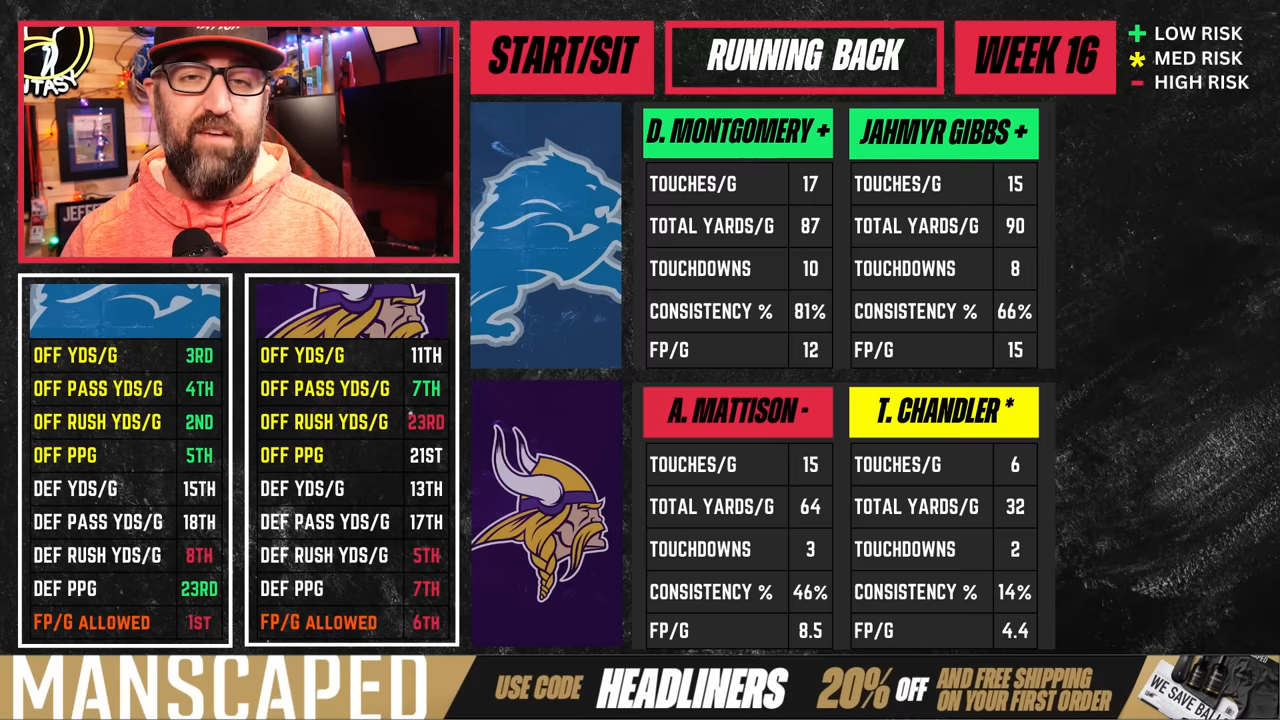 NTASY
JEFFE
START/SIT
RUNNING BACK
WEEK 16
+ LOW RISK
* MED RISK
- HIGH RISK
D. MONTGOMERY +
TOUCHES/G 17
TOTAL YARDS/G 87
TOUCHDOWNS 10
CONSISTENCY % 81%
FP/G 12
JAHMYR GIBBS +
TOUCHES/G 15
TOTAL YARDS/G 90
TOUCHDOWNS 8
CONSISTENCY % 66%
FP/G 15
OFF YDS/G 3RD
OFF PASS YDS/G 4TH
OFF RUSH YDS/G 2ND
OFF PPG 5TH
DEF YDS/G 15TH
DEF PASS YDS/G 18TH
DEF RUSH YDS/G 8TH
DEF PPG 23RD
FP/G ALLOWED 1ST
OFF YDS/G 11TH
OFF PASS YDS/G 7TH
OFF RUSH YDS/G 23RD
OFF PPG 21ST
DEF YDS/G 13TH
DEF PASS YDS/G 17TH
DEF RUSH YDS/G 5TH
DEF PPG 7TH
FP/G ALLOWED 6TH
A. MATTISON -
TOUCHES/G 15
TOTAL YARDS/G 64
TOUCHDOWNS 3
CONSISTENCY % 46%
FP/G 8.5
T. CHANDLER *
TOUCHES/G 6
TOTAL YARDS/G 32
TOUCHDOWNS 2
CONSISTENCY % 14%
FP/G 4.4
MANSCAPED
USE CODE HEADLINERS 20% OFF
AND FREE SHIPPING
ON YOUR FIRST ORDER
WE SAVE BAL